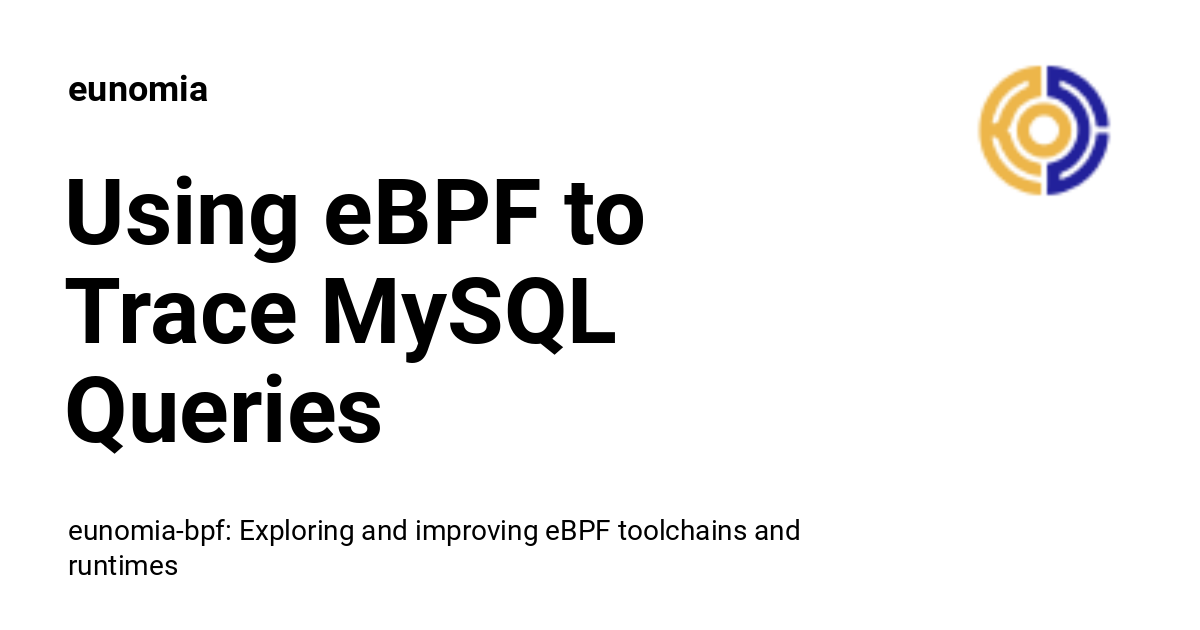 eunomia
Using eBPF to
Trace MySQL
Queries
eunomia-bpf: Exploring and improving eBPF toolchains and
runtimes